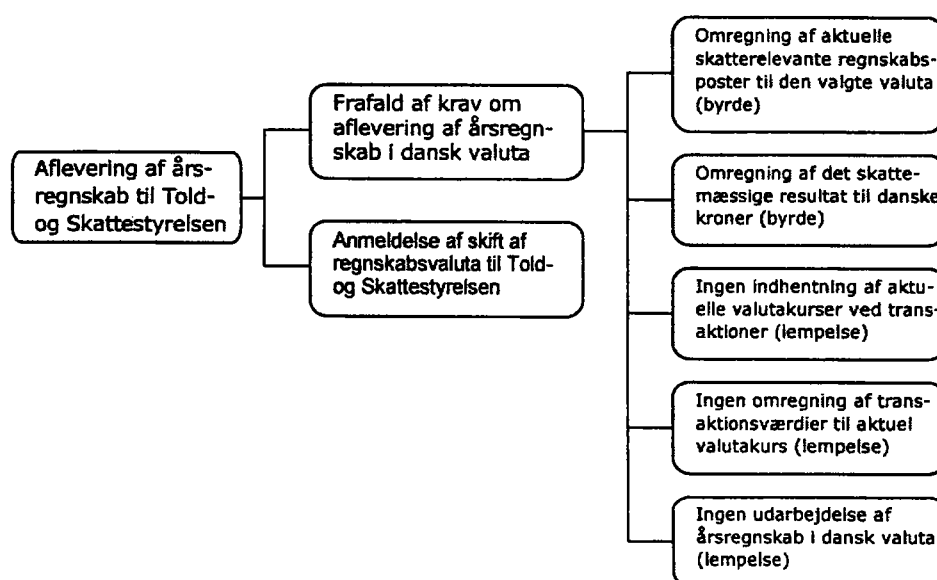 Aflevering af års-
regnskab til Told-
og Skattestyrelsen
Frafald af krav om
aflevering af årsregn-
skab i dansk valuta
Anmeldelse af skift af
regnskabsvaluta til Told-
og Skattestyrelsen
Omregning af aktuelle
skatterelevante regnskabs-
poster til den valgte valuta
(byrde)
Omregning af det skatte-
mæssige resultat til danske
kroner (byrde)
Ingen indhentning af aktu-
elle valutakurser ved trans-
aktioner (lempelse)
Ingen omregning af trans-
aktionsværdier til aktuel
valutakurs (lempelse)
Ingen udarbejdelse af
årsregnskab i dansk valuta
(lempelse)